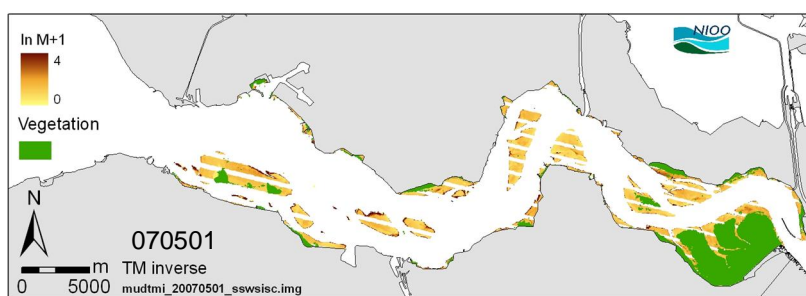 ln M+1
4
0
Vegetation
NIOO
N
070501
0 5000 m
TM inverse
mudtmi_20070501_sswsisc.img